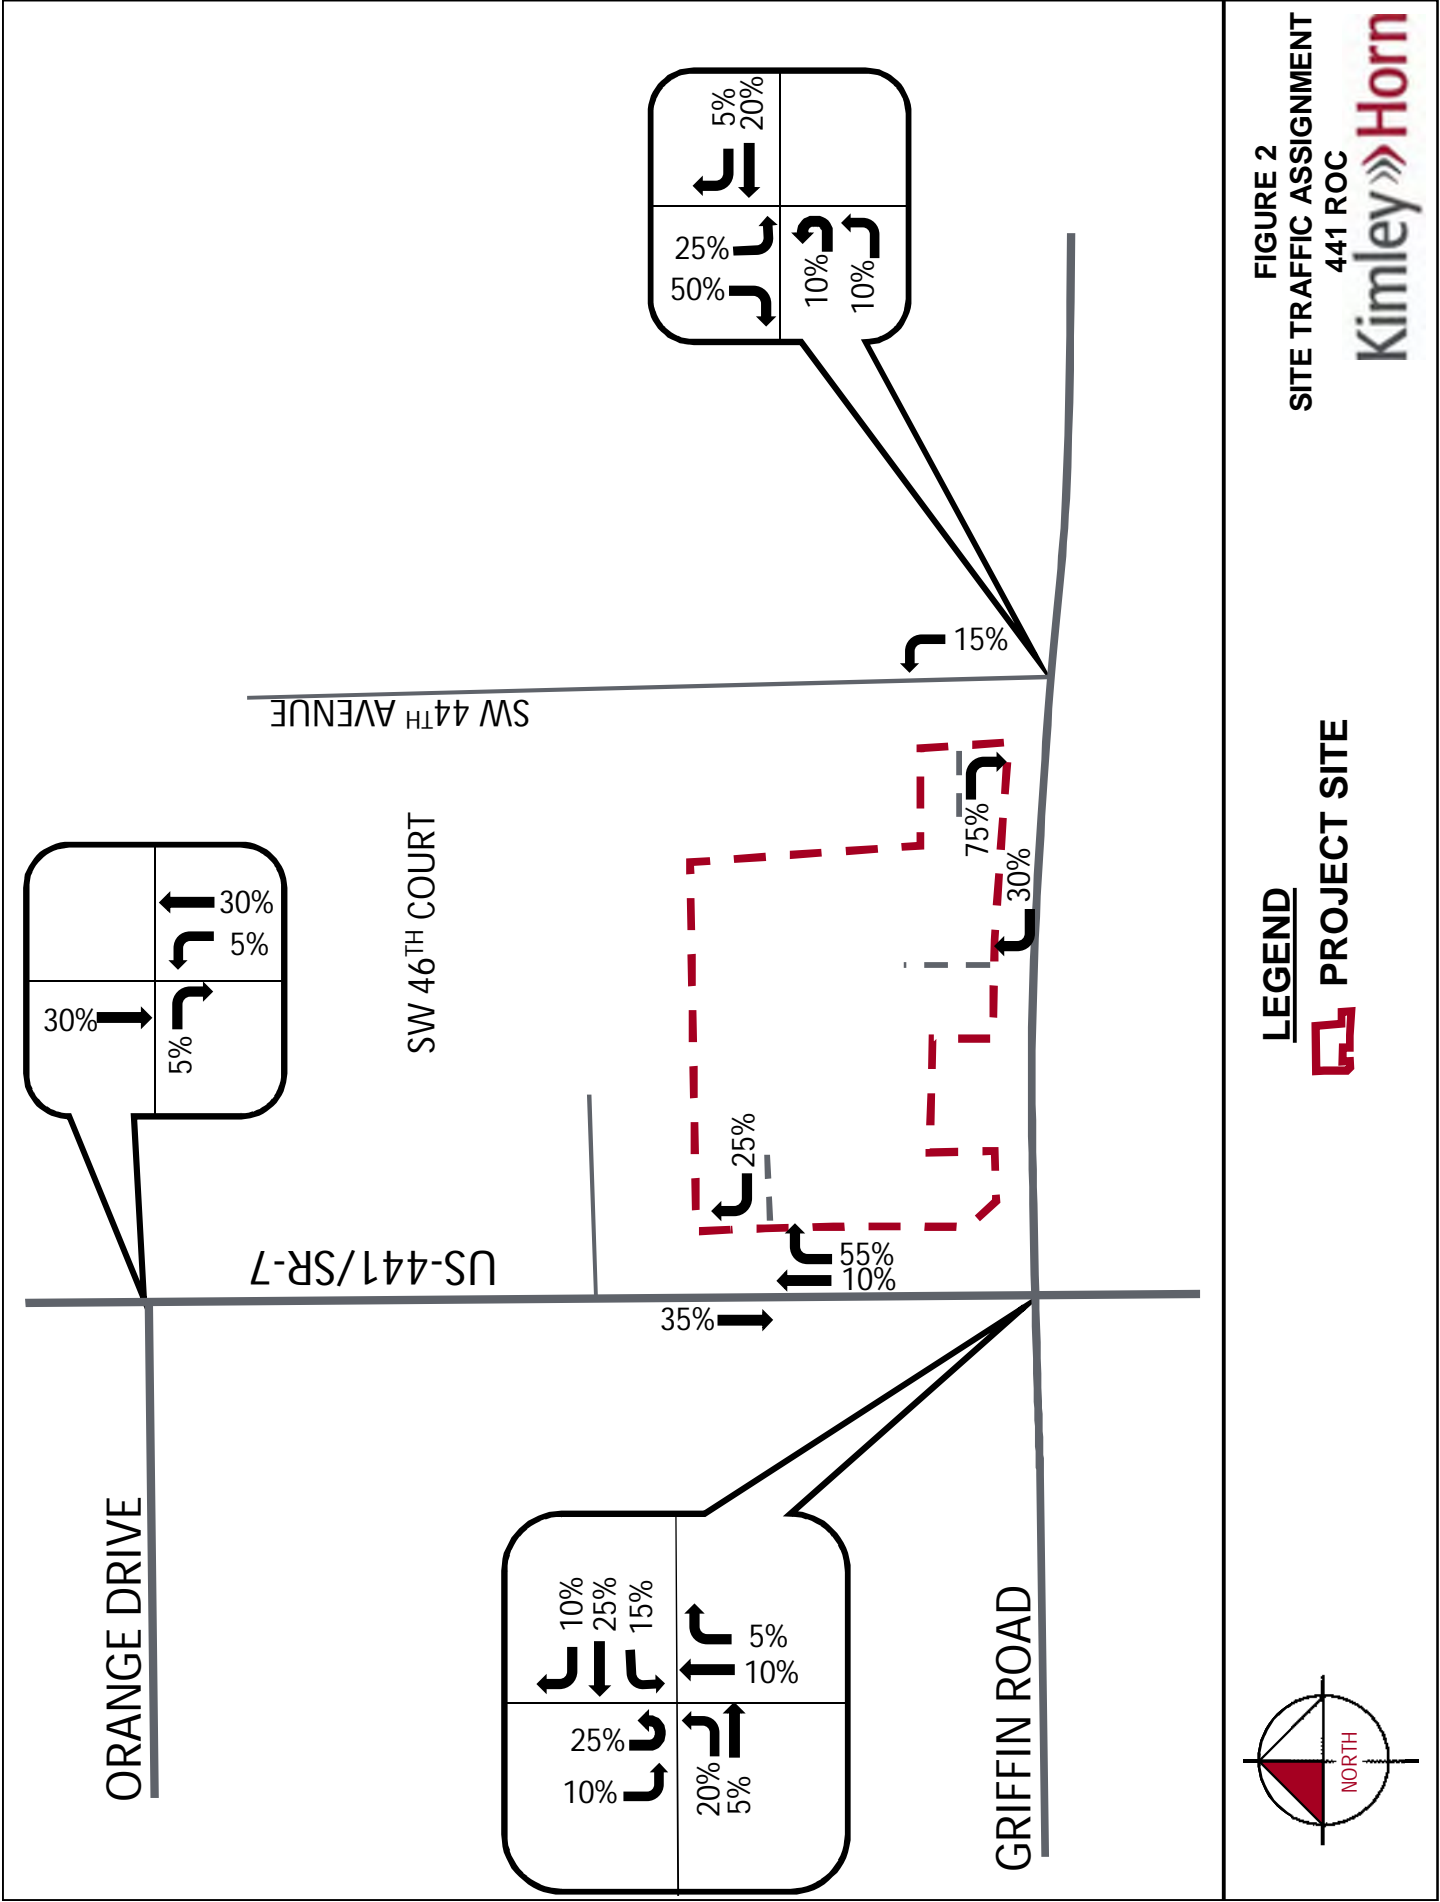 5%
20%
25%
50%
10%
10%
15%
SW 44TH AVENUE
30%
5%
30%
5%
SW 46TH COURT
75%
30%
25%
US-441/SR-7
55%
10%
35%
ORANGE DRIVE
10%
25%
15%
5%
10%
25%
10%
20%
5%
GRIFFIN ROAD
NORTH
LEGEND
PROJECT SITE
FIGURE 2
SITE TRAFFIC ASSIGNMENT
441 ROC
Kimley»Horn